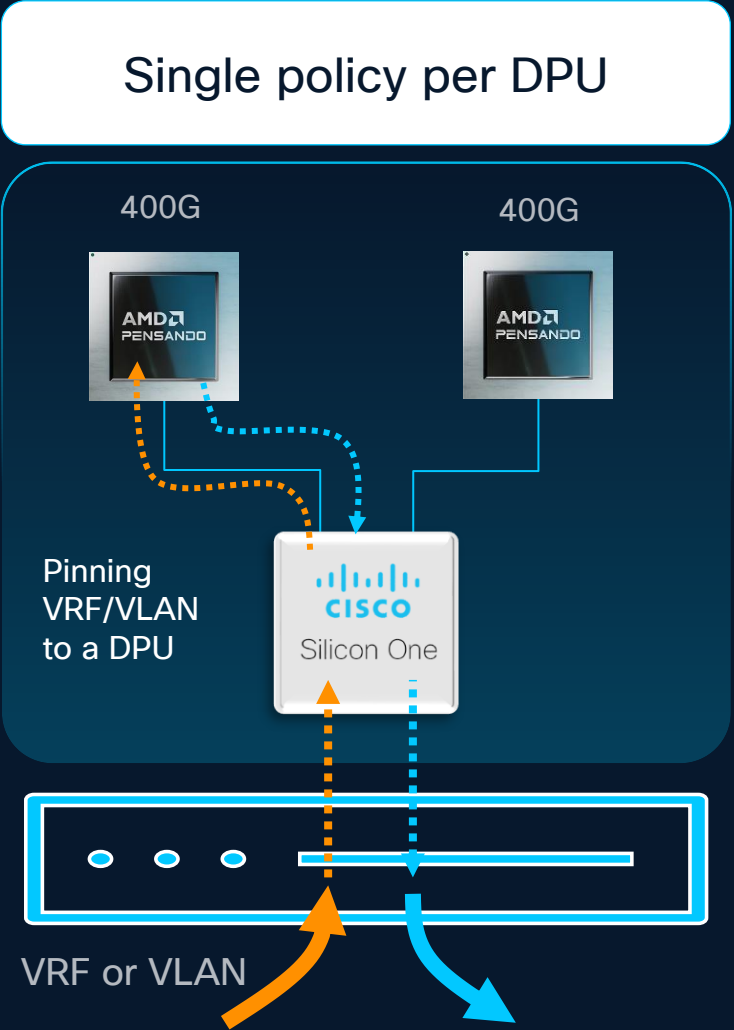 Single policy per DPU
400G
400G
AMD
PENSANDO
AMD
PENSANDO
Pinning
VRF/VLAN
to a DPU
CISCO
Silicon One
VRF or VLAN